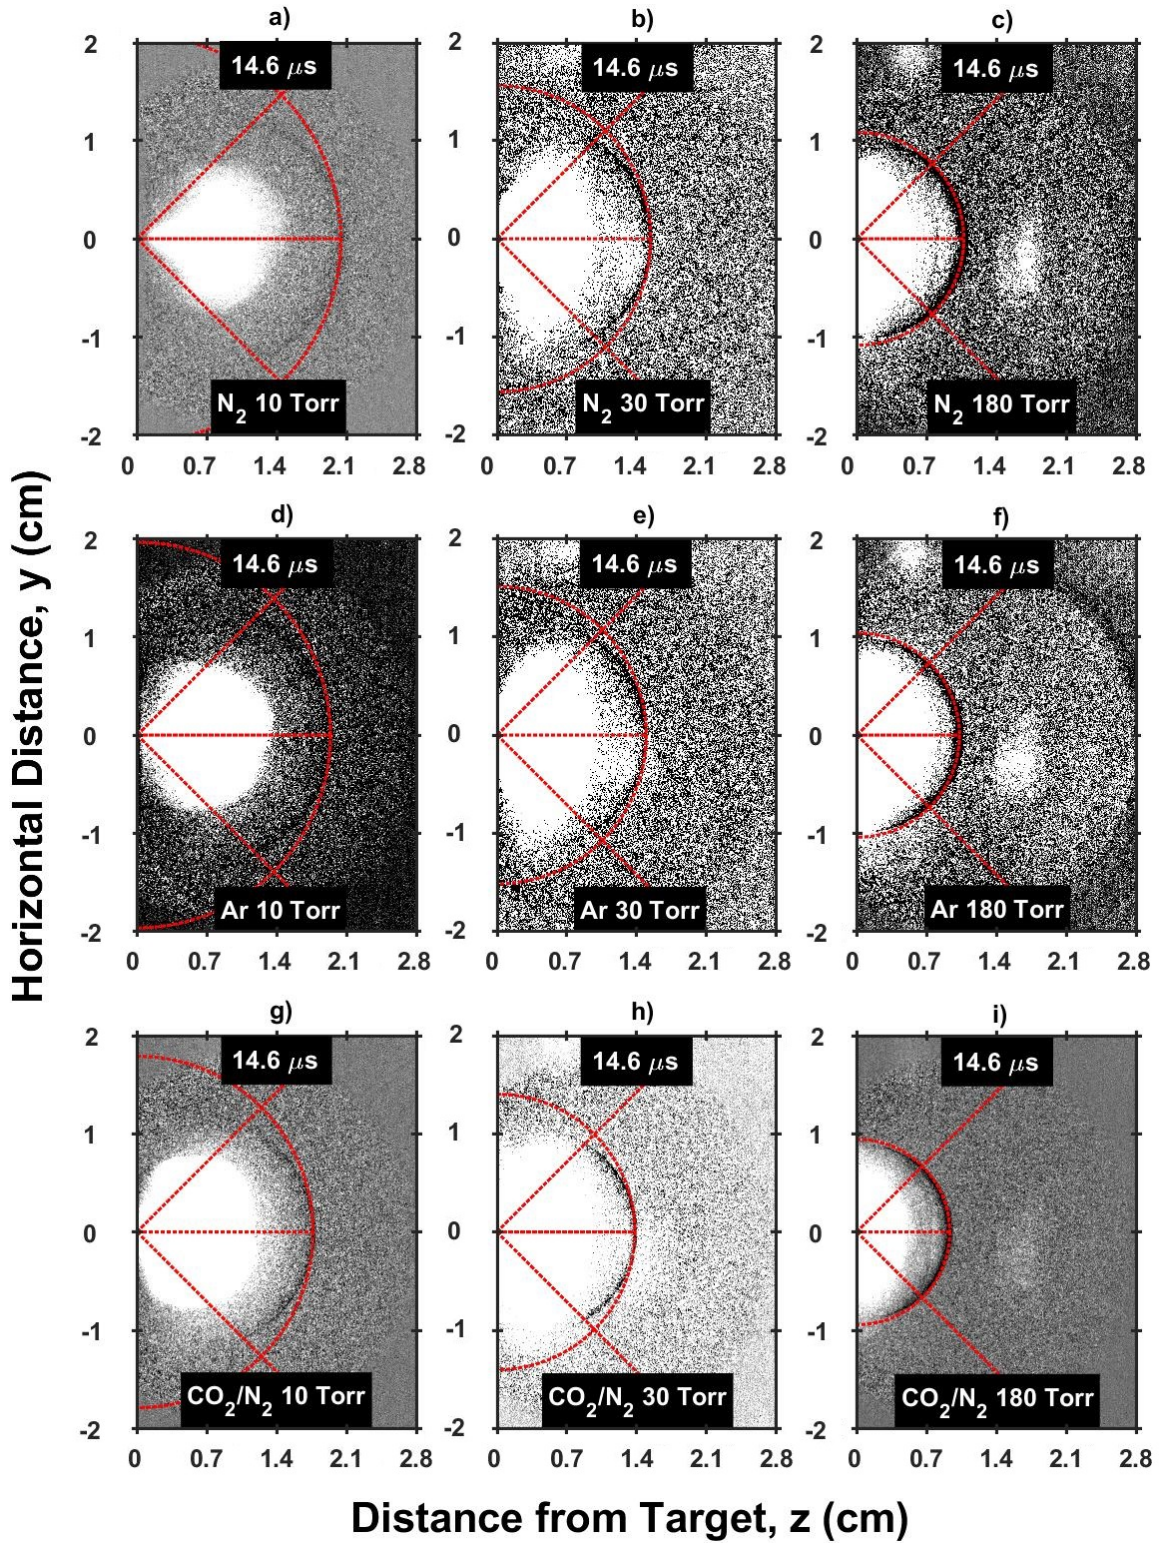 a) b) c)
2 2 2
14.6 μs 14.6 μs 14.6 μs
1 1 1
0 0 0
-1 -1 -1
N2 10 Torr N2 30 Torr N2 180 Torr
-2 -2 -2
0 0.7 1.4 2.1 2.8 0 0.7 1.4 2.1 2.8 0 0.7 1.4 2.1 2.8
Horizontal Distance, y (cm)
d) e) f)
2 2 2
14.6 μs 14.6 μs 14.6 μs
1 1 1
0 0 0
-1 -1 -1
Ar 10 Torr Ar 30 Torr Ar 180 Torr
-2 -2 -2
0 0.7 1.4 2.1 2.8 0 0.7 1.4 2.1 2.8 0 0.7 1.4 2.1 2.8
g) h) i)
2 2 2
14.6 μs 14.6 μs 14.6 μs
1 1 1
0 0 0
-1 -1 -1
CO2/N2 10 Torr CO2/N2 30 Torr CO2/N2 180 Torr
-2 -2 -2
0 0.7 1.4 2.1 2.8 0 0.7 1.4 2.1 2.8 0 0.7 1.4 2.1 2.8
Distance from Target, z (cm)